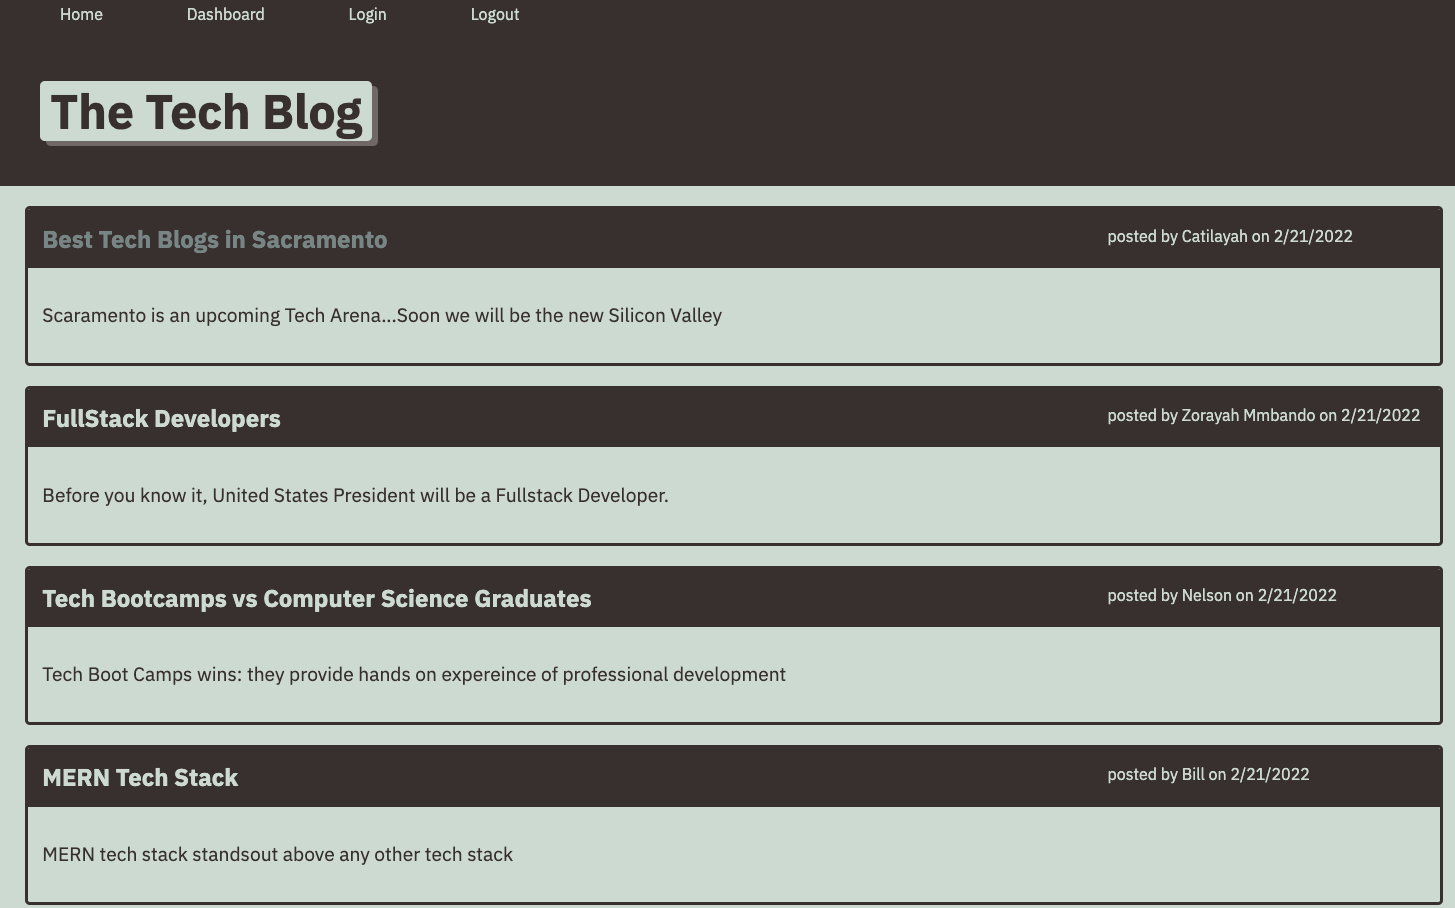 Home Dashboard Login Logout
The Tech Blog
Best Tech Blogs in Sacramento posted by Catilayah on 2/21/2022
Scaramento is an upcoming Tech Arena...Soon we will be the new Silicon Valley
FullStack Developers posted by Zorayah Mmbando on 2/21/2022
Before you know it, United States President will be a Fullstack Developer.
Tech Bootcamps vs Computer Science Graduates posted by Nelson on 2/21/2022
Tech Boot Camps wins: they provide hands on expereince of professional development
MERN Tech Stack posted by Bill on 2/21/2022
MERN tech stack standsout above any other tech stack